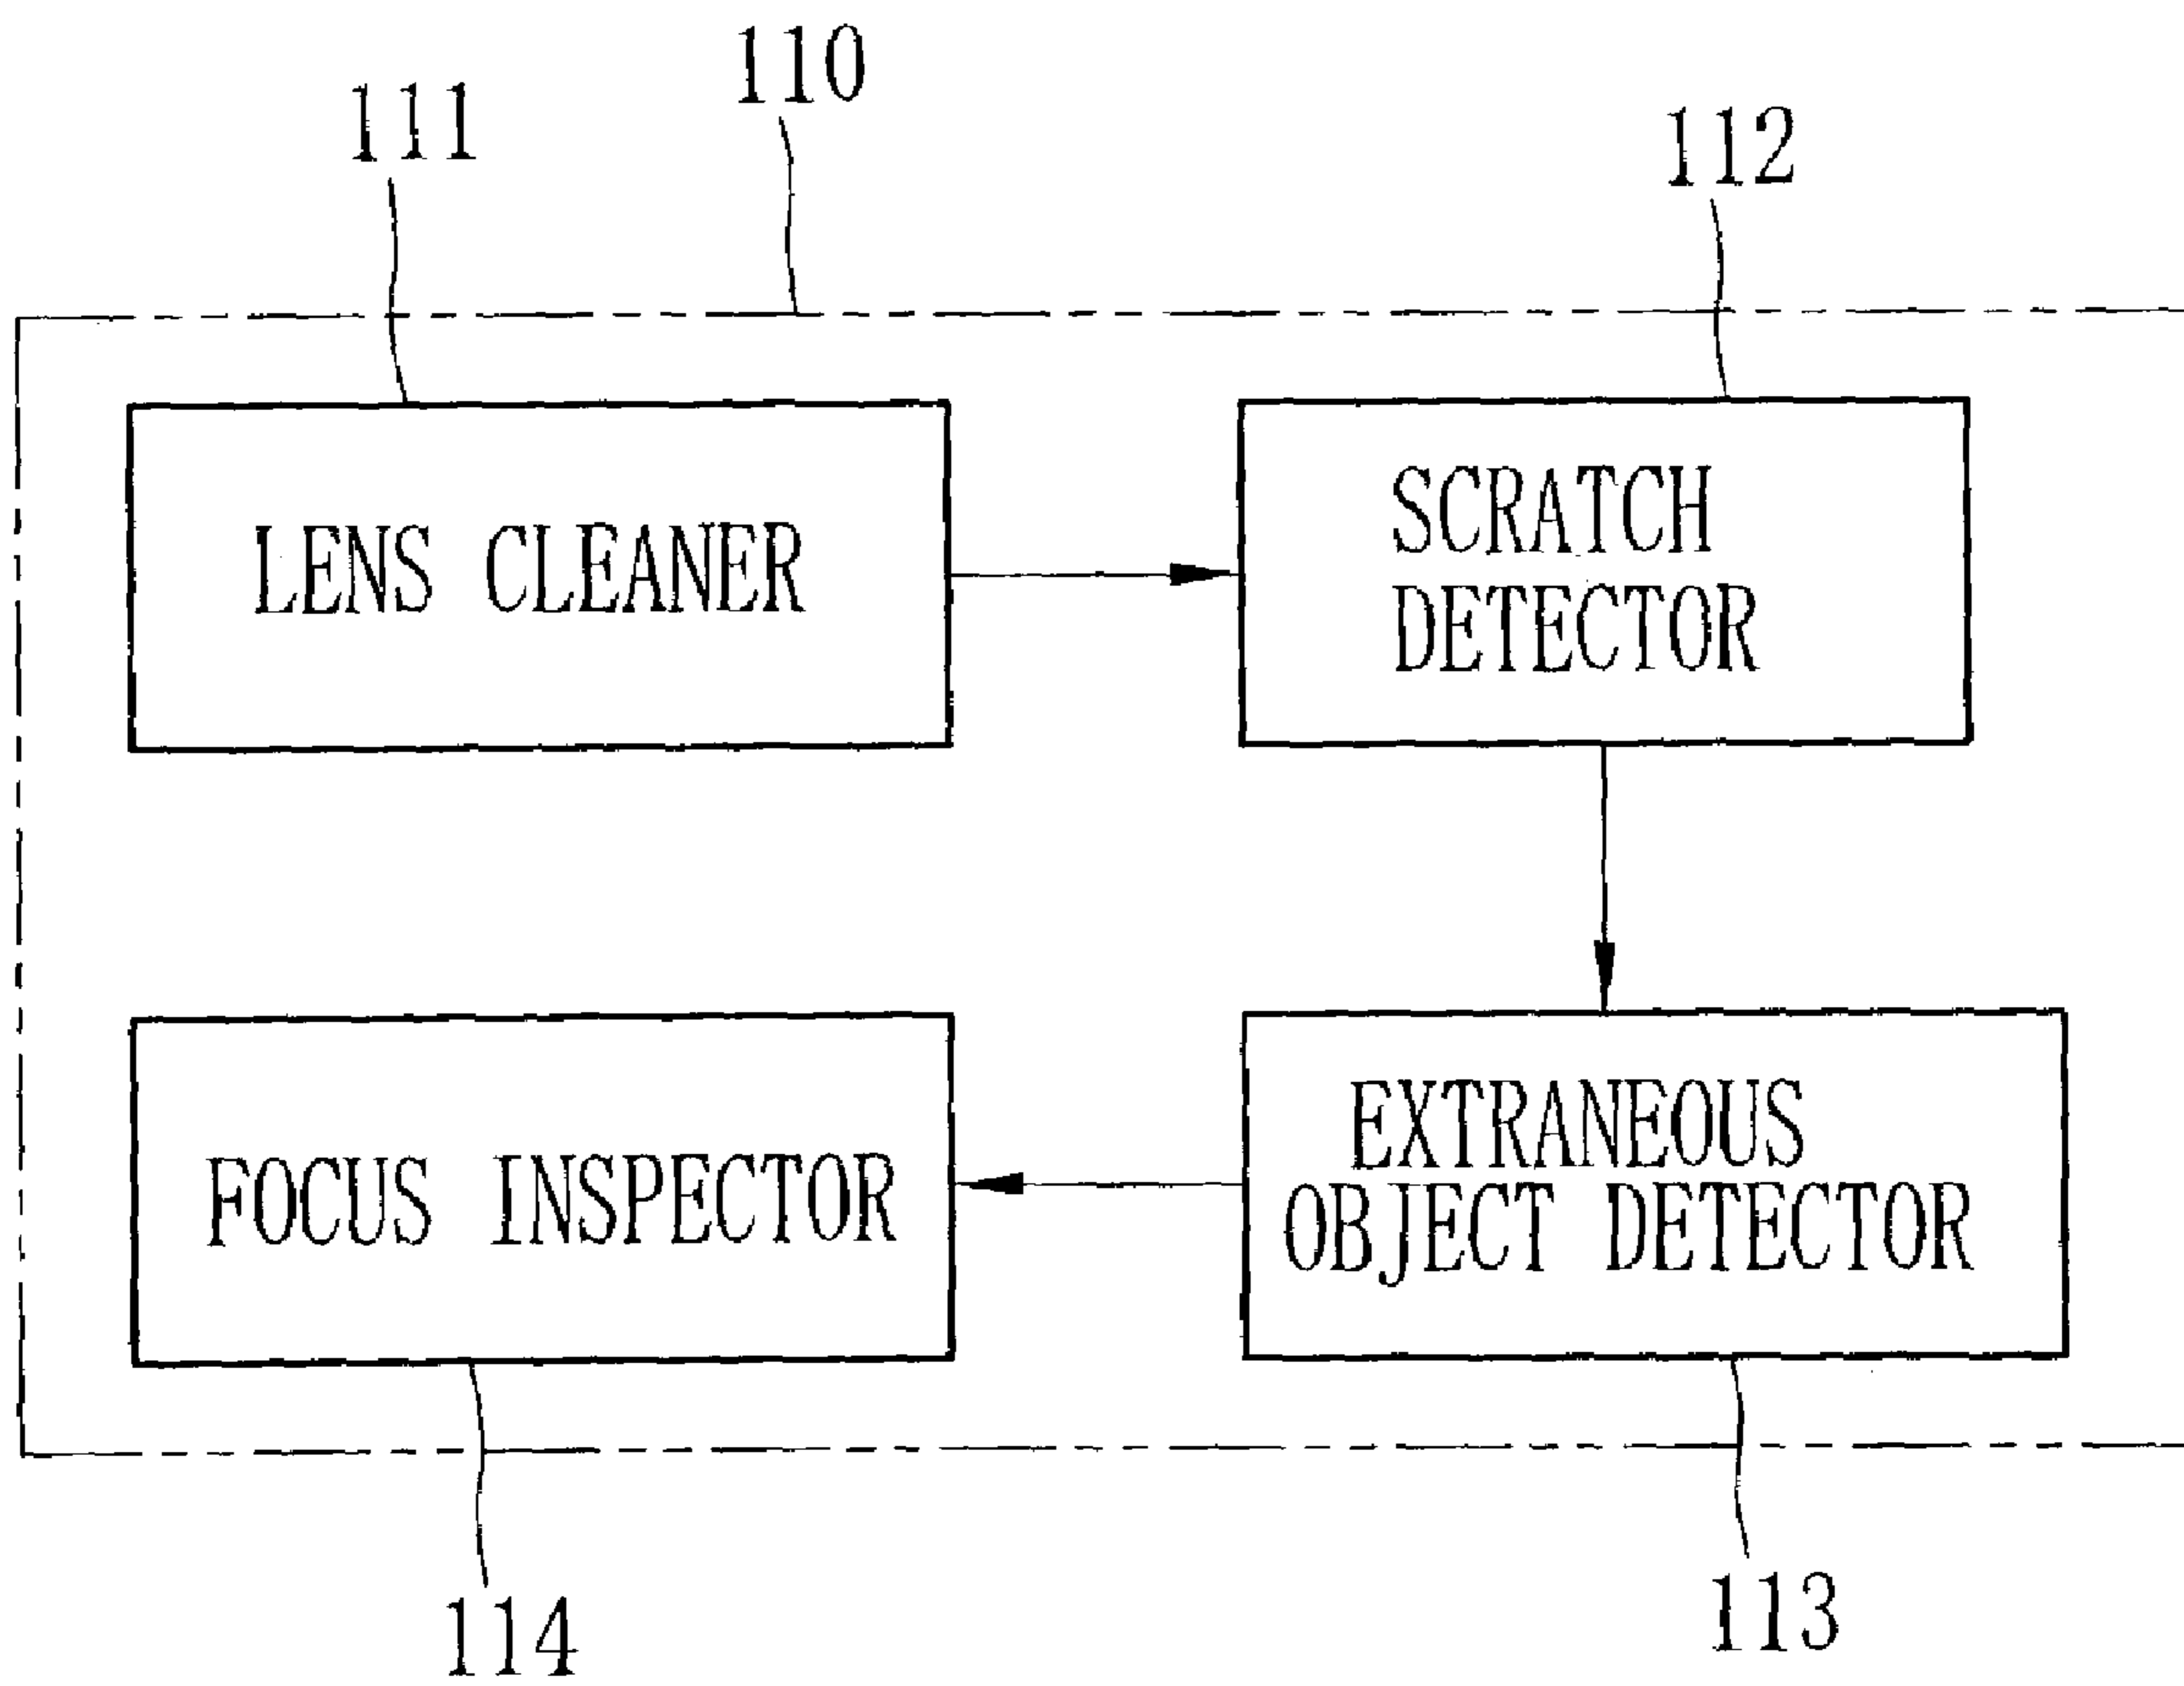 110
111
112
LENS CLEANER
SCRATCH
DETECTOR
FOCUS INSPECTOR
EXTRANEOUS
OBJECT DETECTOR
114
113